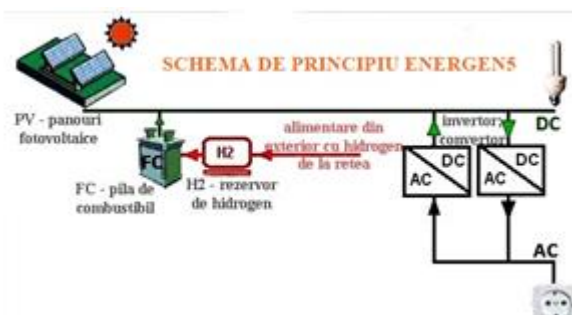 SCHEMA DE PRINCIPIU ENERGEN5
PV - panouri
fotovoltaice
invertor;
convertor
DC
alimentare din
exterior cu hidrogen
de la retea
FC
H2
FC - pila de
combustibil
H2 - rezervor
de hidrogen
DC
AC
DC
AC
AC